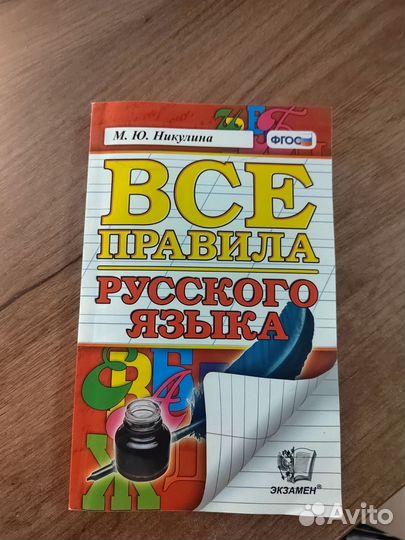 М. Ю. Никулина
ФГОС
ВСЕ
ПРАВИЛА
РУССКОГО
ЯЗЫКА
ЭКЗАМЕН®
Avito